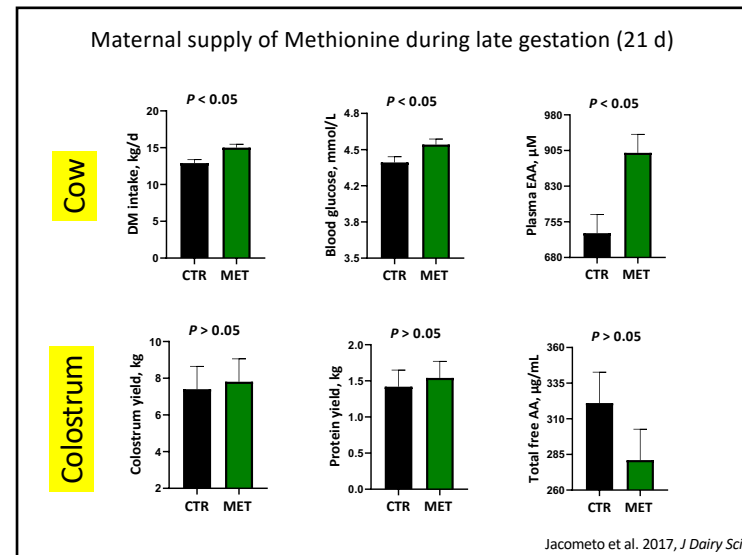 Maternal supply of Methionine during late gestation (21 d)
Cow
P < 0.05
DM intake, kg/d
20
15
10
5
0
CTR MET
P < 0.05
Blood glucose, mmol/L
4.8
4.5
4.2
3.8
3.5
CTR MET
P < 0.05
Plasma EAA, µM
980
905
830
755
680
CTR MET
Colostrum
P > 0.05
Colostrum yield, kg
10
8
6
4
2
CTR MET
P > 0.05
Protein yield, kg
2.0
1.5
1.0
0.5
0.0
CTR MET
P > 0.05
Total free AA, µg/mL
360
335
310
285
260
CTR MET
Jacometo et al. 2017, J Dairy Sci